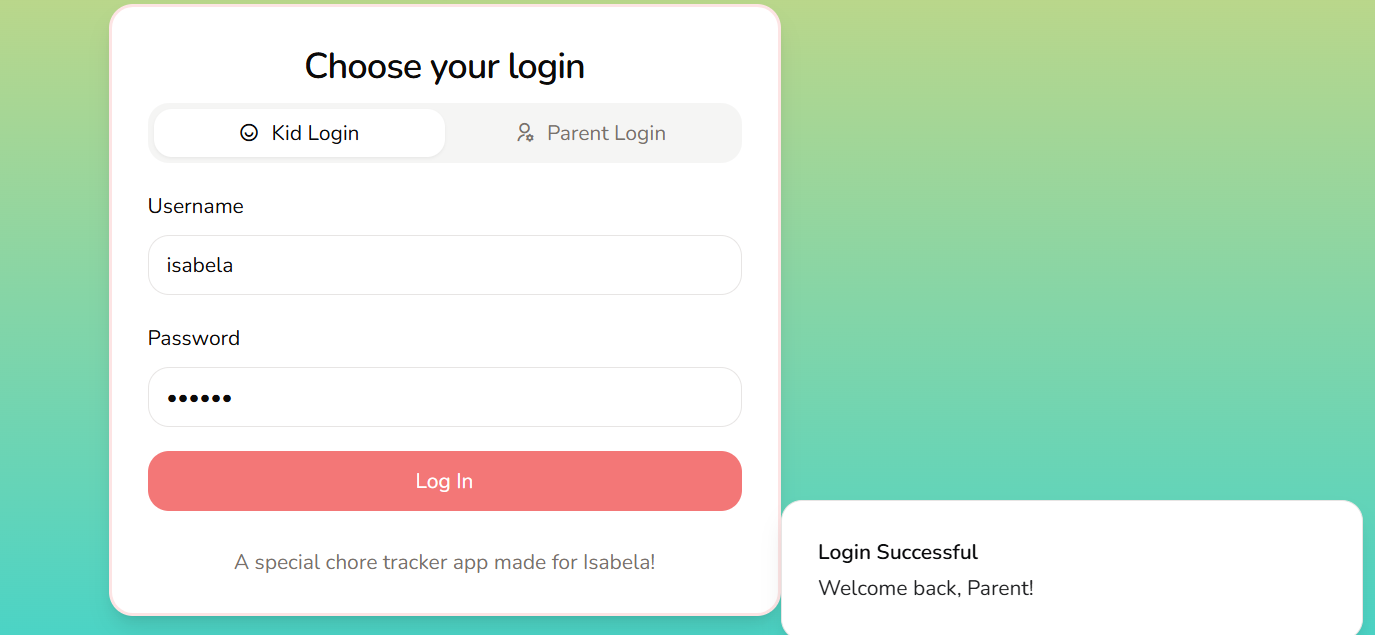 Choose your login
Kid Login
Parent Login
Username
isabela
Password
••••••
Log In
A special chore tracker app made for Isabela!
Login Successful
Welcome back, Parent!